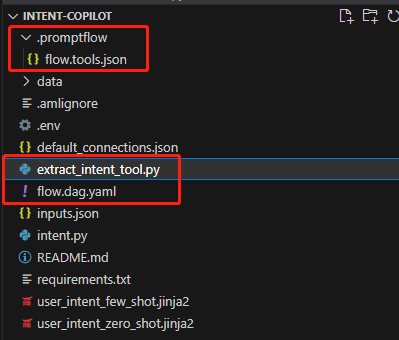 INTENT-COPILOT
.promptflow
{} flow.tools.json
data
.amlignore
.env
{} default_connections.json
extract_intent_tool.py
! flow.dag.yaml
{} inputs.json
intent.py
README.md
requirements.txt
user_intent_few_shot.jinja2
user_intent_zero_shot.jinja2